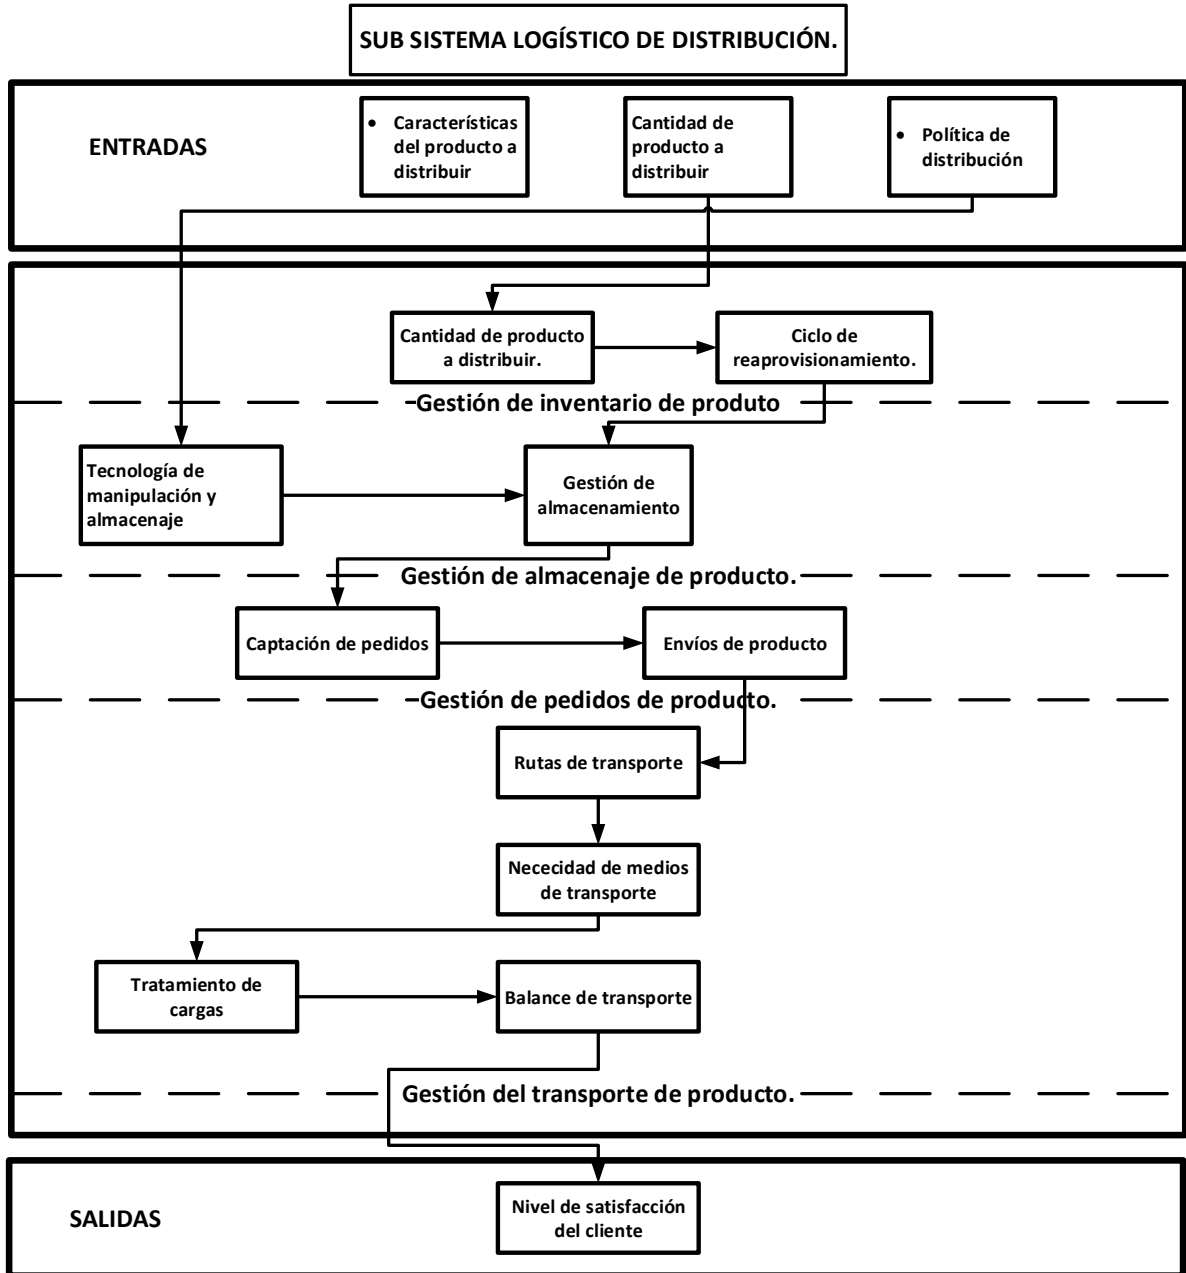 SUB SISTEMA LOGÍSTICO DE DISTRIBUCIÓN.
ENTRADAS
• Características
del producto a
distribuir
Cantidad de
producto a
distribuir
• Política de
distribución
Cantidad de producto
a distribuir.
Ciclo de
reaprovisionamiento.
Gestión de inventario de produto
Tecnología de
manipulación y
almacenaje
Gestión de
almacenamiento
Gestión de almacenaje de producto.
Captación de pedidos
Envíos de producto
Gestión de pedidos de producto.
Rutas de transporte
Nececidad de medios
de transporte
Tratamiento de
cargas
Balance de transporte
Gestión del transporte de producto.
SALIDAS
Nivel de satisfacción
del cliente